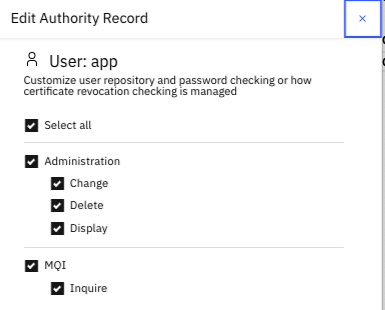 Edit Authority Record
User: app
Customize user repository and password checking or how
certificate revocation checking is managed
Select all
Administration
Change
Delete
Display
MQI
Inquire